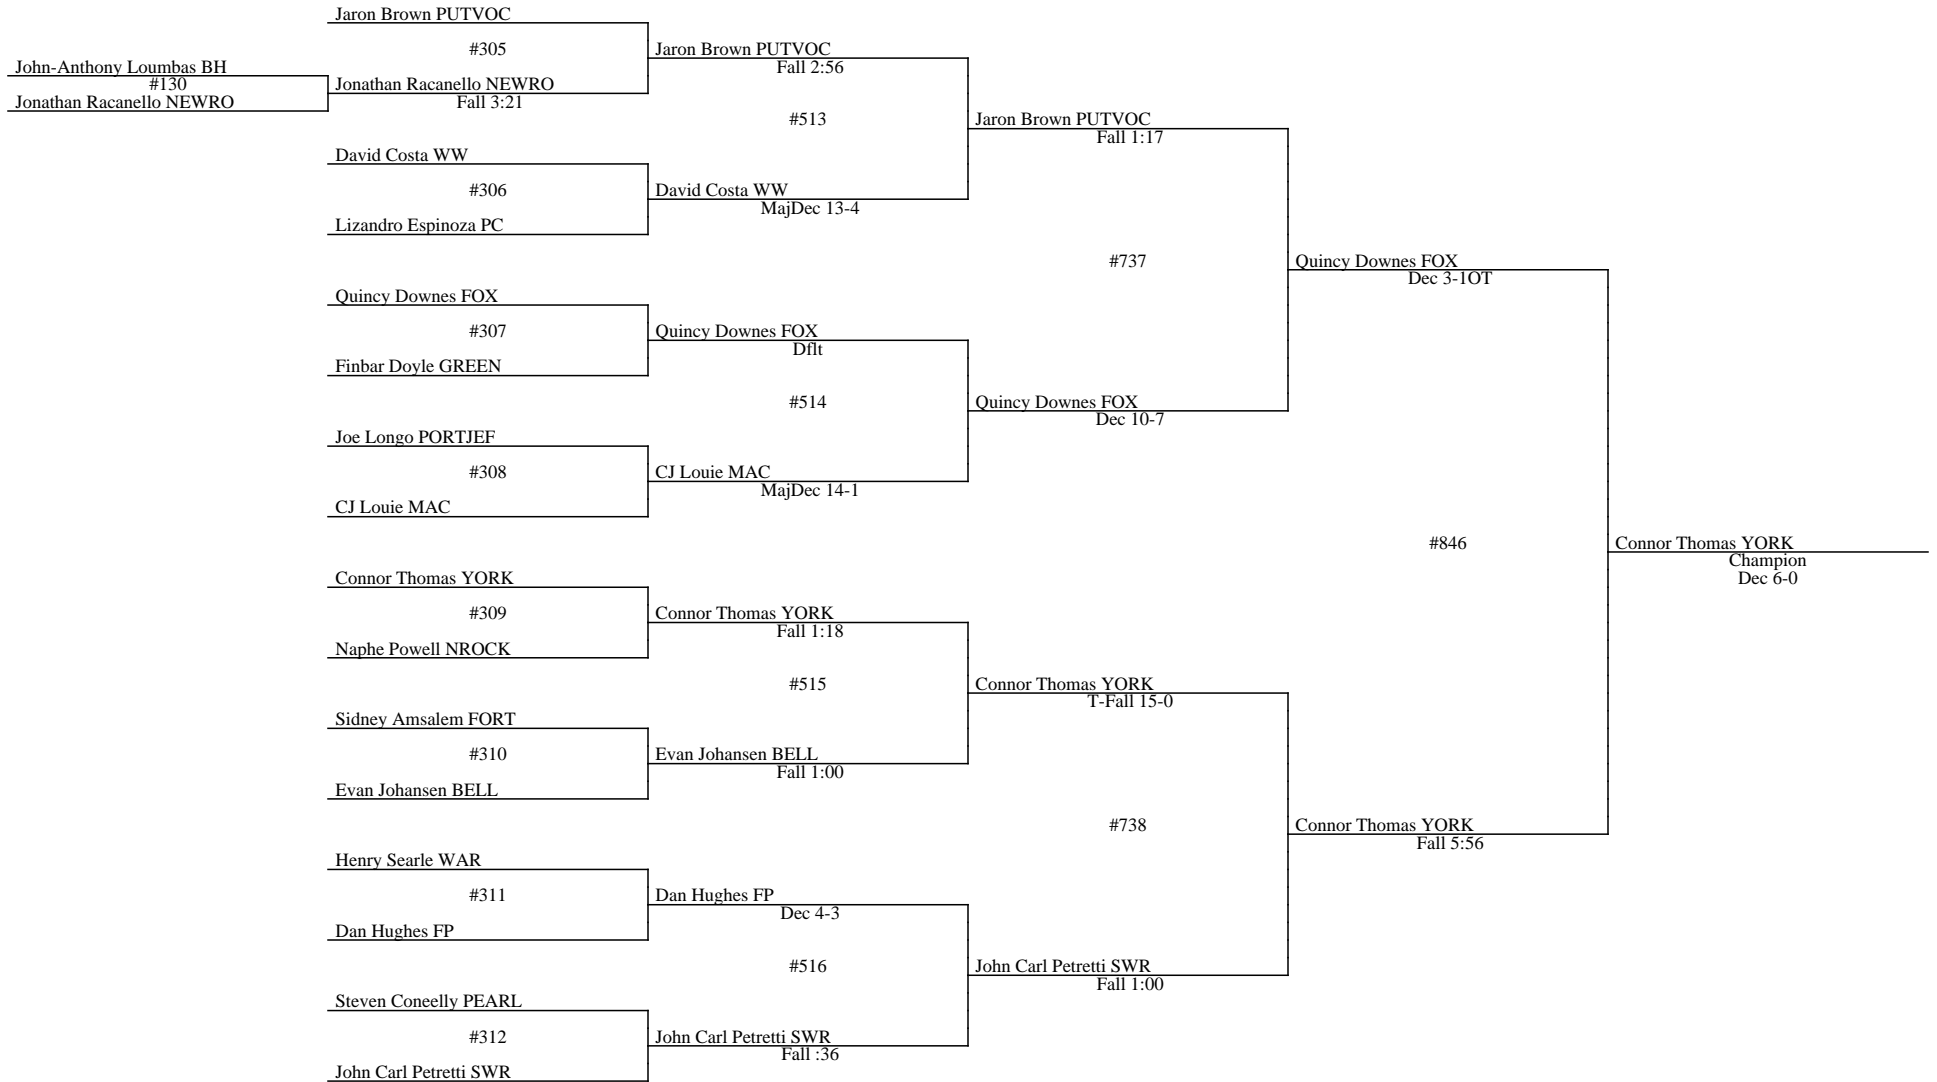 Jaron Brown PUTVOC
#305
Jaron Brown PUTVOC
Fall 2:56
John-Anthony Loumbas BH
#130
Jonathan Racanello NEWRO
Jonathan Racanello NEWRO
Fall 3:21
#513
Jaron Brown PUTVOC
Fall 1:17
David Costa WW
#306
David Costa WW
MajDec 13-4
Lizandro Espinoza PC
#737
Quincy Downes FOX
Dec 3-1OT
Quincy Downes FOX
#307
Quincy Downes FOX
Dflt
Finbar Doyle GREEN
#514
Quincy Downes FOX
Dec 10-7
Joe Longo PORTJEF
#308
CJ Louie MAC
MajDec 14-1
CJ Louie MAC
#846
Connor Thomas YORK
Champion
Dec 6-0
Connor Thomas YORK
#309
Connor Thomas YORK
Fall 1:18
Naphe Powell NROCK
#515
Connor Thomas YORK
T-Fall 15-0
Sidney Amsalem FORT
#310
Evan Johansen BELL
Fall 1:00
Evan Johansen BELL
#738
Connor Thomas YORK
Fall 5:56
Henry Searle WAR
#311
Dan Hughes FP
Dec 4-3
Dan Hughes FP
#516
John Carl Petretti SWR
Fall 1:00
Steven Coneelly PEARL
#312
John Carl Petretti SWR
Fall :36
John Carl Petretti SWR